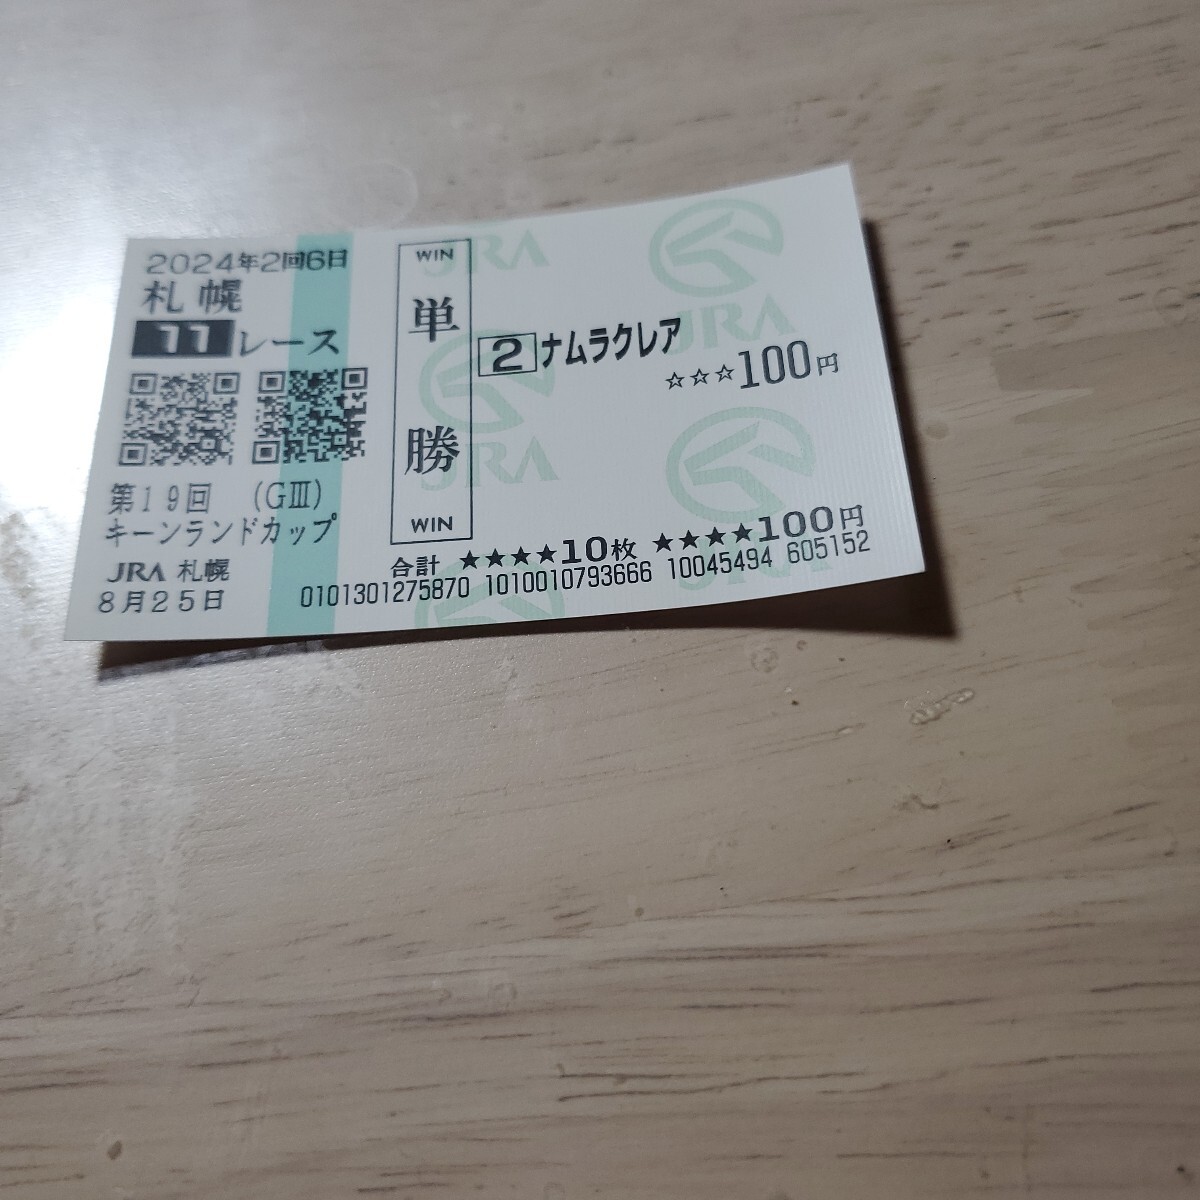 2024年2回6日
札幌
11レース
第19回 (GⅢ)
キーンランドカップ
JRA 札幌
8月25日
WIN
単勝
WIN
2 ナムラクレア
☆☆☆100円
合計 ★★★★10枚 ★★★★100円
0101301275870 1010010793666 10045494 605152
JRA
JRA
JRA
JRA